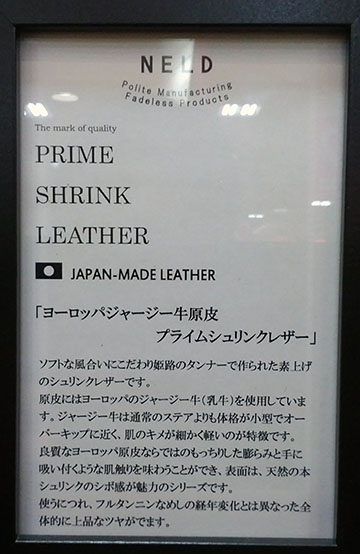 NELD
Polite Manufacturing
Fadeless Products
The mark of quality
PRIME
SHRINK
LEATHER
JAPAN-MADE LEATHER
「ヨーロッパジャージー牛原皮
プライムシュリンクレザー」
ソフトな風合いにこだわり姫路のタンナーで作られた素上げ
のシュリンクレザーです。
原皮にはヨーロッパのジャージー牛(乳牛)を使用していま
す。ジャージー牛は通常のステアよりも体格が小型でオー
バーキップに近く、肌のキメが細かく軽いのが特徴です。
良質なヨーロッパ原皮ならではのもっちりした膨らみと手に
吸い付くような肌触りを味わうことができ、表面は、天然の本
シュリンクのシボ感が魅力のシリーズです。
使うにつれ、フルタンニンなめしの経年変化とは異なった全
体的に上品なツヤがでます。